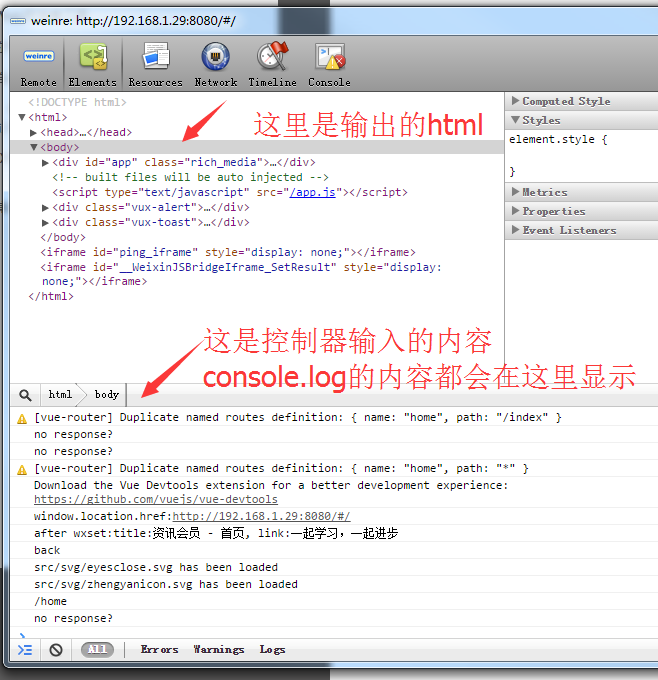 weinre: http://192.168.1.29:8080/#/
weinre
Remote Elements Resources Network Timeline Console
<!DOCTYPE html>
<html>
<head>…</head>
<body>
<div id="app" class="rich_media">…</div>
<!-- built files will be auto injected -->
<script type="text/javascript" src="/app.js"></script>
<div class="vux-alert">…</div>
<div class="vux-toast">…</div>
</body>
<iframe id="ping_iframe" style="display: none;"></iframe>
<iframe id="__WeixinJSBridgeIframe_SetResult" style="display:
none;"></iframe>
</html>
这里是输出的html
Computed Style
Styles
element.style {
}
Metrics
Properties
Event Listeners
这是控制器输入的内容
console.log的内容都会在这里显示
html body
[vue-router] Duplicate named routes definition: { name: "home", path: "/index" }
no response?
no response?
[vue-router] Duplicate named routes definition: { name: "home", path: "*" }
Download the Vue Devtools extension for a better development experience:
https://github.com/vuejs/vue-devtools
window.location.href:http://192.168.1.29:8080/#/
after wxset:title:资讯会员 - 首页, link:一起学习，一起进步
back
src/svg/eyesclose.svg has been loaded
src/svg/zhengyanicon.svg has been loaded
/home
no response?
All Errors Warnings Logs